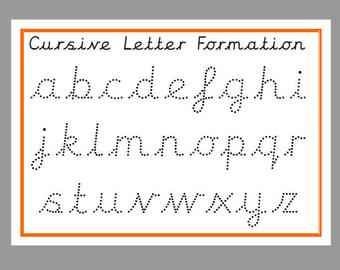 Cursive Letter Formation
abcdefghi
jklmnopqr
stuvwxyz